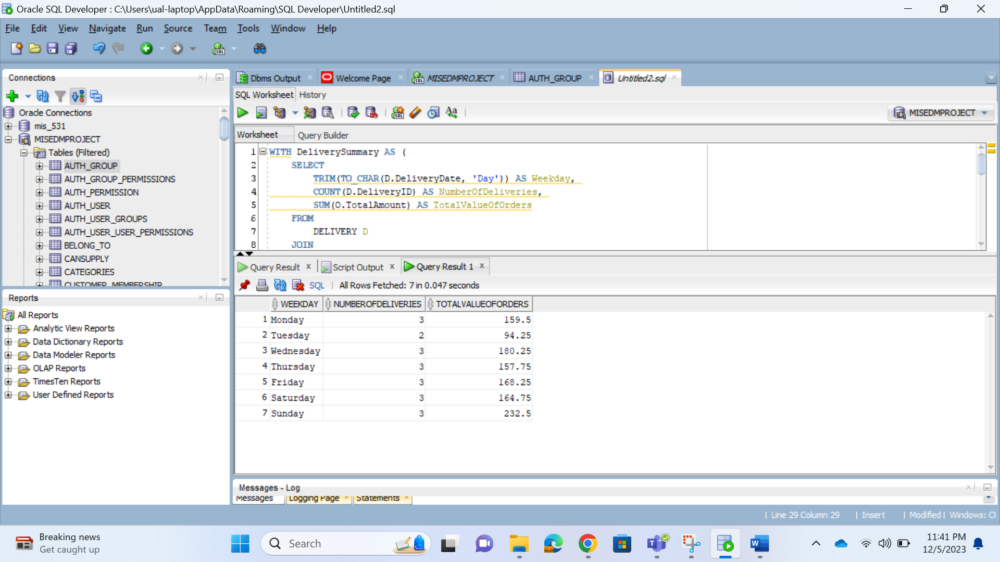 Oracle SQL Developer : C:\Users\ual-laptop\AppData\Roaming\SQL Developer\Untitled2.sql
File Edit View Navigate Run Source Team Tools Window Help
Connections
Oracle Connections
mis_531
MISEDMPROJECT
Tables (Filtered)
AUTH_GROUP
AUTH_GROUP_PERMISSIONS
AUTH_PERMISSION
AUTH_USER
AUTH_USER_GROUPS
AUTH_USER_USER_PERMISSIONS
BELONG_TO
CANSUPPLY
CATEGORIES
CUSTOMER_MEMBERSHIP
Reports
All Reports
Analytic View Reports
Data Dictionary Reports
Data Modeler Reports
OLAP Reports
TimesTen Reports
User Defined Reports
Dbms Output Welcome Page MISEDMPROJECT AUTH_GROUP Untitled2.sql
SQL Worksheet History
MISEDMPROJECT
Worksheet Query Builder
1 WITH DeliverySummary AS (
2 SELECT
3 TRIM(TO_CHAR(D.DeliveryDate, 'Day')) AS Weekday,
4 COUNT(D.DeliveryID) AS NumberOfDeliveries,
5 SUM(O.TotalAmount) AS TotalValueOfOrders
6 FROM
7 DELIVERY D
8 JOIN
Query Result Script Output Query Result 1
SQL All Rows Fetched: 7 in 0.047 seconds
WEEKDAY NUMBEROFDELIVERIES TOTALVALUEOFORDERS
1 Monday 3 159.5
2 Tuesday 2 94.25
3 Wednesday 3 180.25
4 Thursday 3 157.75
5 Friday 3 168.25
6 Saturday 3 164.75
7 Sunday 3 232.5
Messages - Log
Messages Logging Page Statements
Line 29 Column 29 Insert Modified Windows: CF
Breaking news
Get caught up
Search
11:41 PM
12/5/2023